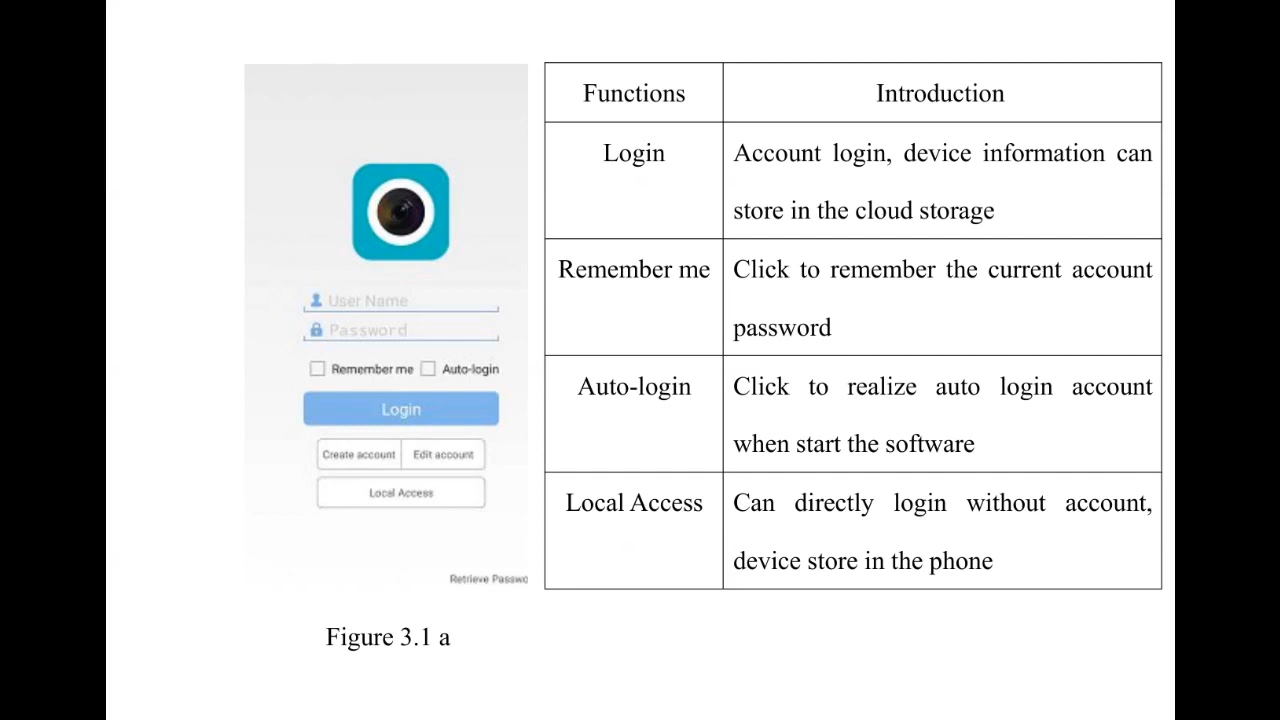 User Name
Password
Remember me Auto-login
Login
Create account Edit account
Local Access
Retrieve Passwo
Figure 3.1 a
Functions Introduction
Login Account login, device information can
store in the cloud storage
Remember me Click to remember the current account
password
Auto-login Click to realize auto login account
when start the software
Local Access Can directly login without account,
device store in the phone